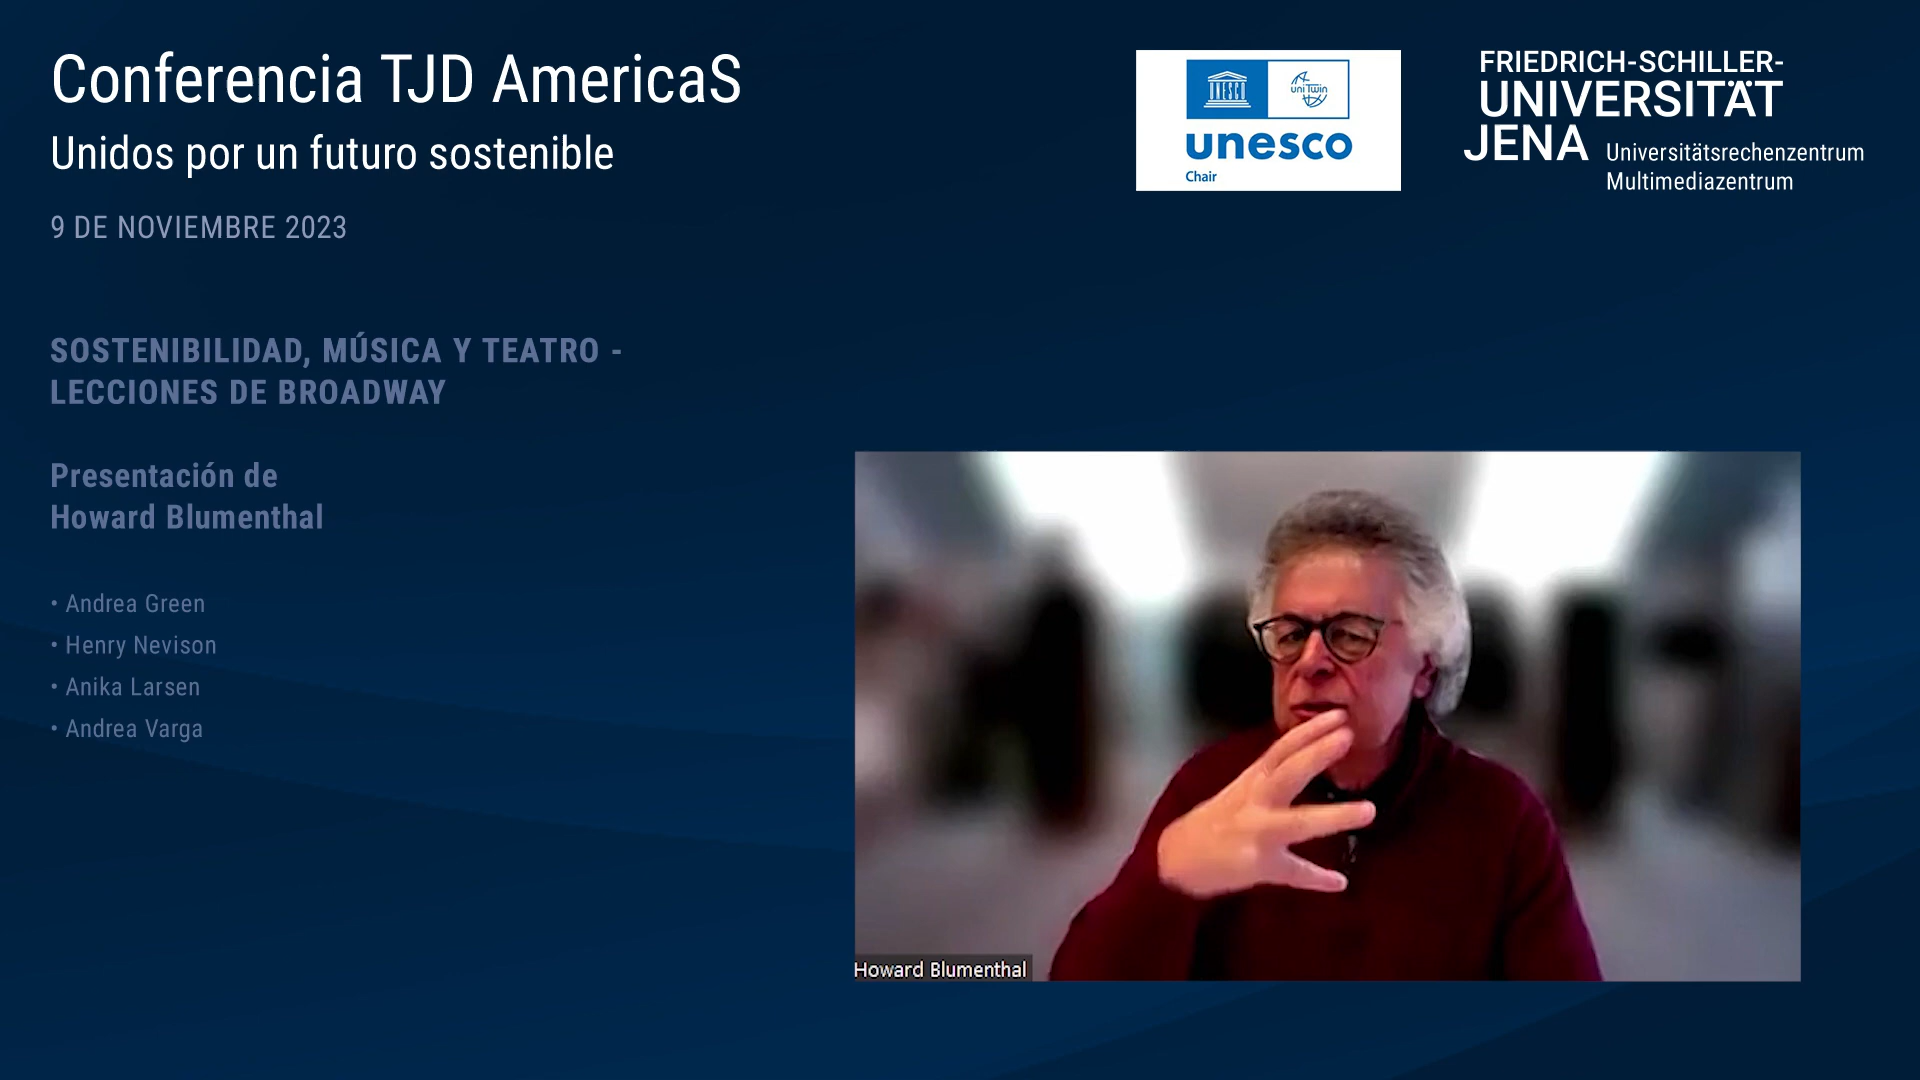 Conferencia TJD AmericaS
Unidos por un futuro sostenible
9 DE NOVIEMBRE 2023
UNESCO
uniTwin
unesco
Chair
FRIEDRICH-SCHILLER-
UNIVERSITÄT
JENA
Universitätsrechenzentrum
Multimediazentrum
SOSTENIBILIDAD, MÚSICA Y TEATRO -
LECCIONES DE BROADWAY
Presentación de
Howard Blumenthal
• Andrea Green
• Henry Nevison
• Anika Larsen
• Andrea Varga
Howard Blumenthal